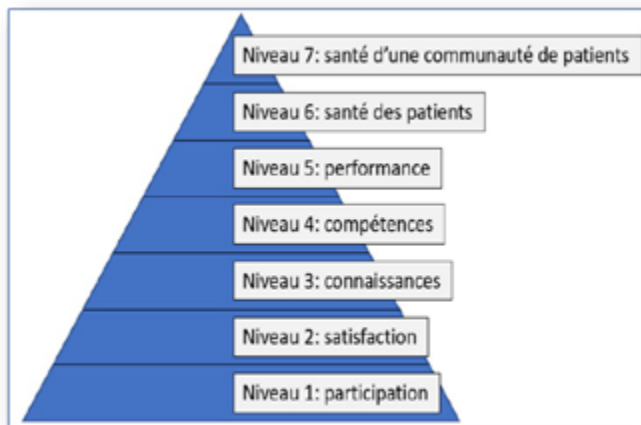 Niveau 7: santé d'une communauté de patients
Niveau 6: santé des patients
Niveau 5: performance
Niveau 4: compétences
Niveau 3: connaissances
Niveau 2: satisfaction
Niveau 1: participation